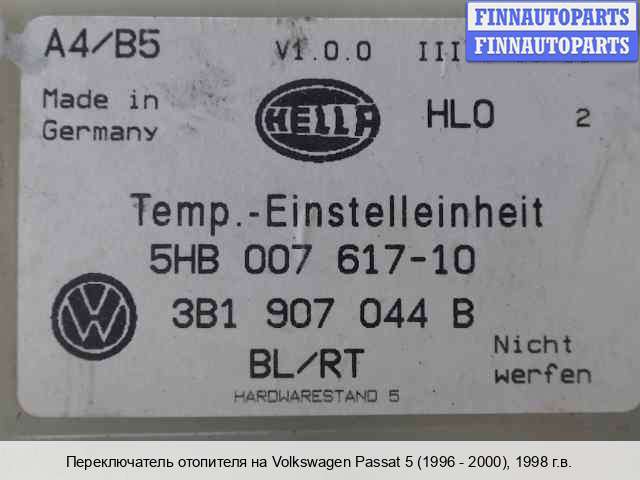 FINNAUTOPARTS
FINNAUTOPARTS
A4/B5 V1.0.0
Made in
Germany
HELLA
HLO 2
Temp.-Einstelleinheit
5HB 007 617-10
3B1 907 044 B
BL/RT
Nicht
werfen
HARDWARESTAND 5
Переключатель отопителя на Volkswagen Passat 5 (1996 - 2000), 1998 г.в.